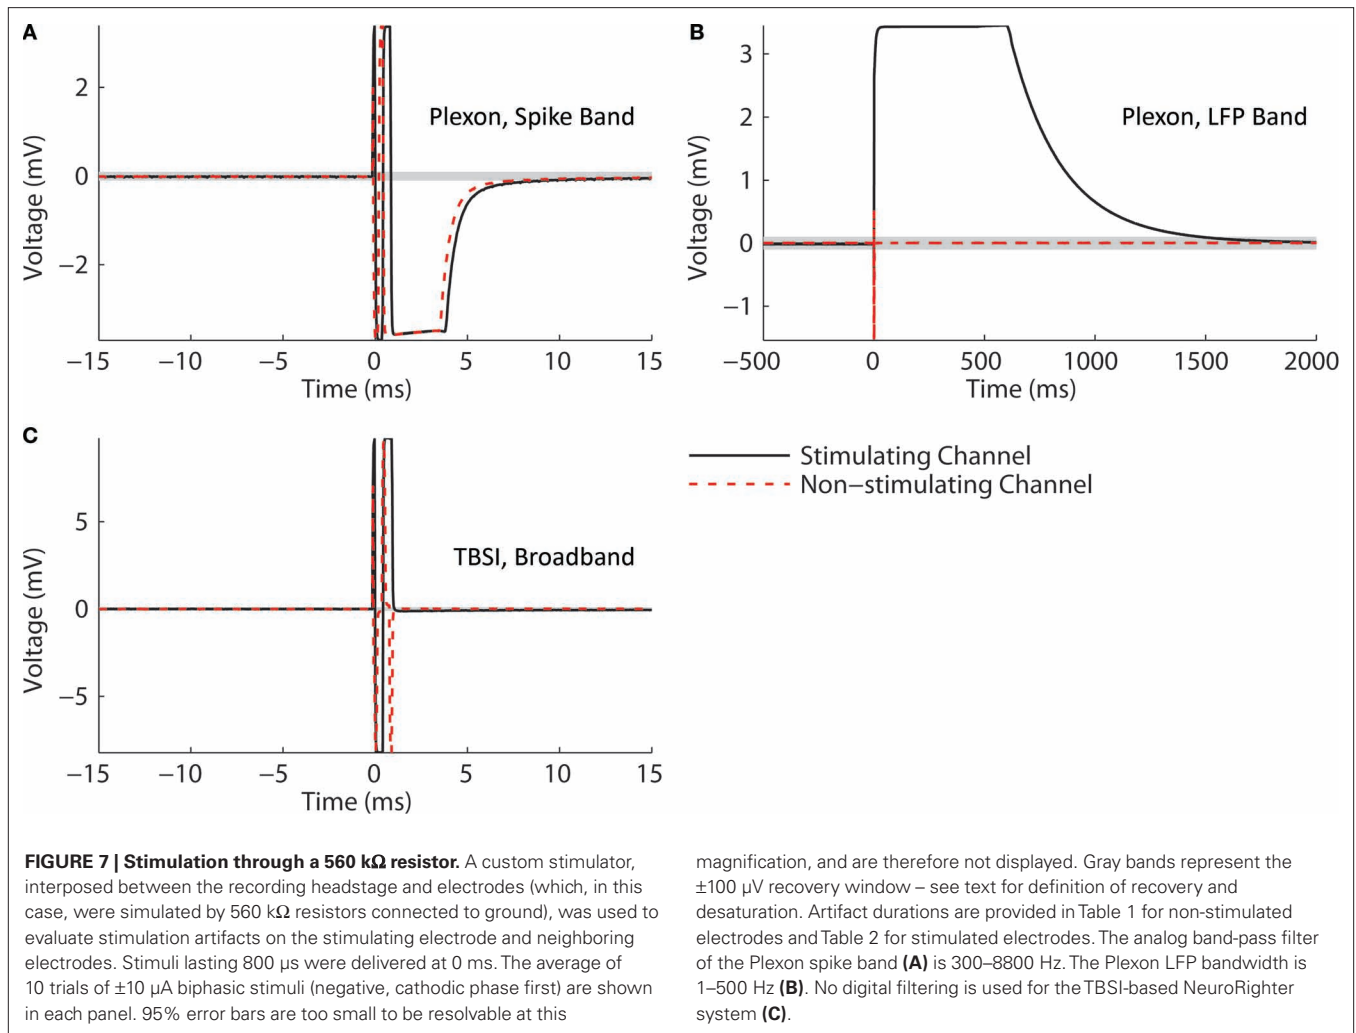 A
Voltage (mV)
2
0
−2
Plexon, Spike Band
−15 −10 −5 0 5 10 15
Time (ms)
B
Voltage (mV)
3
2
1
0
−1
Plexon, LFP Band
−500 0 500 1000 1500 2000
Time (ms)
C
Voltage (mV)
5
0
−5
TBSI, Broadband
−15 −10 −5 0 5 10 15
Time (ms)
Stimulating Channel
Non−stimulating Channel
FIGURE 7 | Stimulation through a 560 kΩ resistor. A custom stimulator,
interposed between the recording headstage and electrodes (which, in this
case, were simulated by 560 kΩ resistors connected to ground), was used to
evaluate stimulation artifacts on the stimulating electrode and neighboring
electrodes. Stimuli lasting 800 μs were delivered at 0 ms. The average of
10 trials of ±10 μA biphasic stimuli (negative, cathodic phase first) are shown
in each panel. 95% error bars are too small to be resolvable at this
magnification, and are therefore not displayed. Gray bands represent the
±100 μV recovery window – see text for definition of recovery and
desaturation. Artifact durations are provided in Table 1 for non-stimulated
electrodes and Table 2 for stimulated electrodes. The analog band-pass filter
of the Plexon spike band (A) is 300–8800 Hz. The Plexon LFP bandwidth is
1–500 Hz (B). No digital filtering is used for the TBSI-based NeuroRighter
system (C).